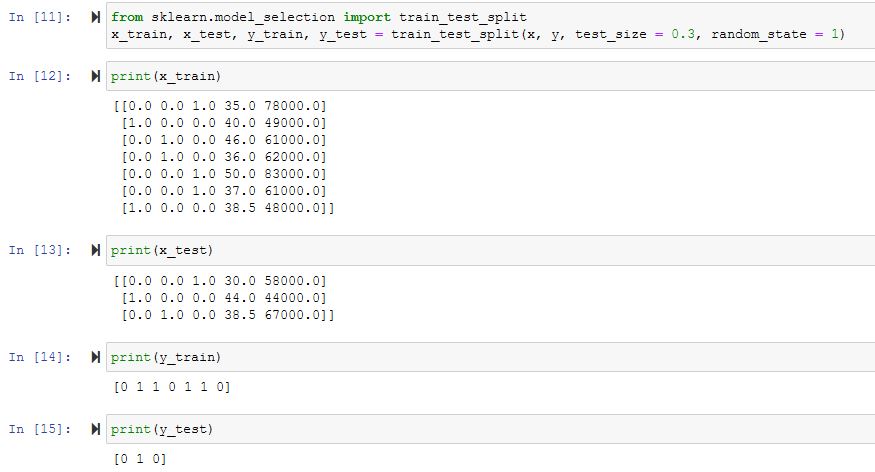 In [11]: from sklearn.model_selection import train_test_split
x_train, x_test, y_train, y_test = train_test_split(x, y, test_size = 0.3, random_state = 1)
In [12]: print(x_train)
[[0.0 0.0 1.0 35.0 78000.0]
[1.0 0.0 0.0 40.0 49000.0]
[0.0 1.0 0.0 46.0 61000.0]
[0.0 1.0 0.0 36.0 62000.0]
[0.0 0.0 1.0 50.0 83000.0]
[0.0 0.0 1.0 37.0 61000.0]
[1.0 0.0 0.0 38.5 48000.0]]
In [13]: print(x_test)
[[0.0 0.0 1.0 30.0 58000.0]
[1.0 0.0 0.0 44.0 44000.0]
[0.0 1.0 0.0 38.5 67000.0]]
In [14]: print(y_train)
[0 1 1 0 1 1 0]
In [15]: print(y_test)
[0 1 0]